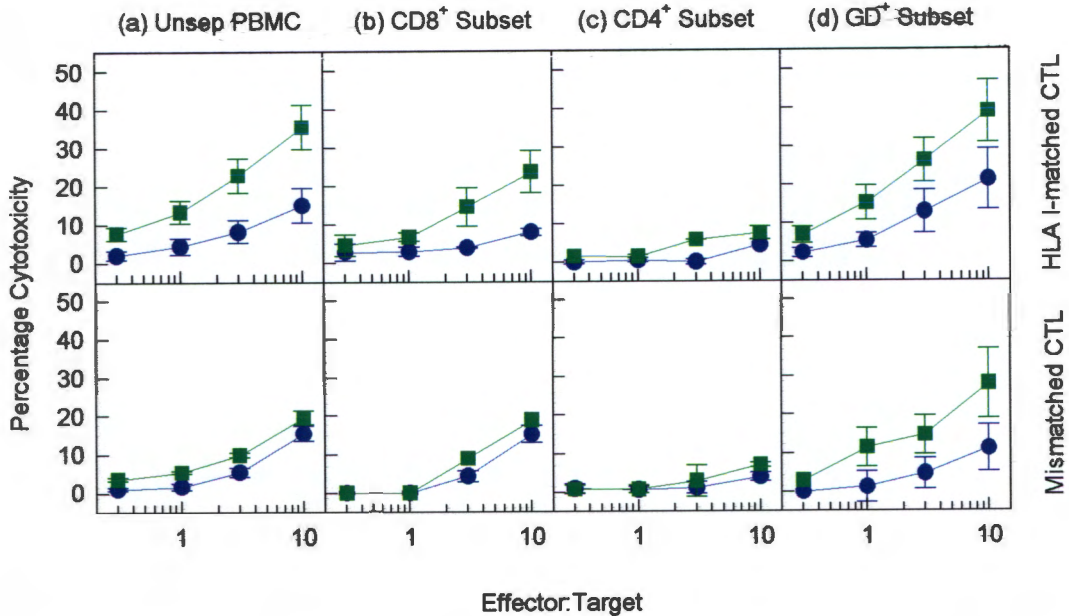 (a) Unsep PBMC
(b) CD8+ Subset
(c) CD4+ Subset
(d) GD+ Subset
50
40
30
20
10
0
HLA I-matched CTL
Percentage Cytotoxicity
50
40
30
20
10
0
Mismatched CTL
1 10 1 10 1 10 1 10
Effector:Target